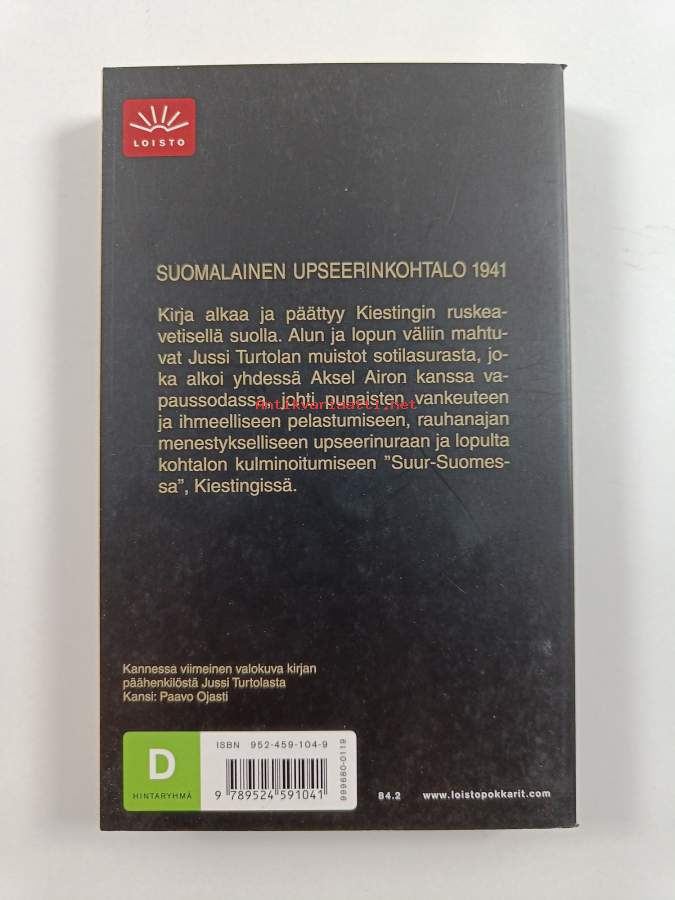 LOISTO
SUOMALAINEN UPSEERINKOHTALO 1941
Kirja alkaa ja päättyy Kiestingin ruskea-
vetisellä suolla. Alun ja lopun väliin mahtu-
vat Jussi Turtolan muistot sotilasurasta, jo-
ka alkoi yhdessä Aksel Airon kanssa va-
paussodassa, johti punaisten vankeuteen
Antikvariaatti.net
ja ihmeelliseen pelastumiseen, rauhanajan
menestykselliseen upseerinuraan ja lopulta
kohtalon kulminoitumiseen ”Suur-Suomes-
sa”, Kiestingissä.
Kannessa viimeinen valokuva kirjan
päähenkilöstä Jussi Turtolasta
Kansi: Paavo Ojasti
D
HINTARYHMÄ
ISBN 952-459-104-9
9 789524 591041
999680-0119
84.2 www.loistopokkarit.com